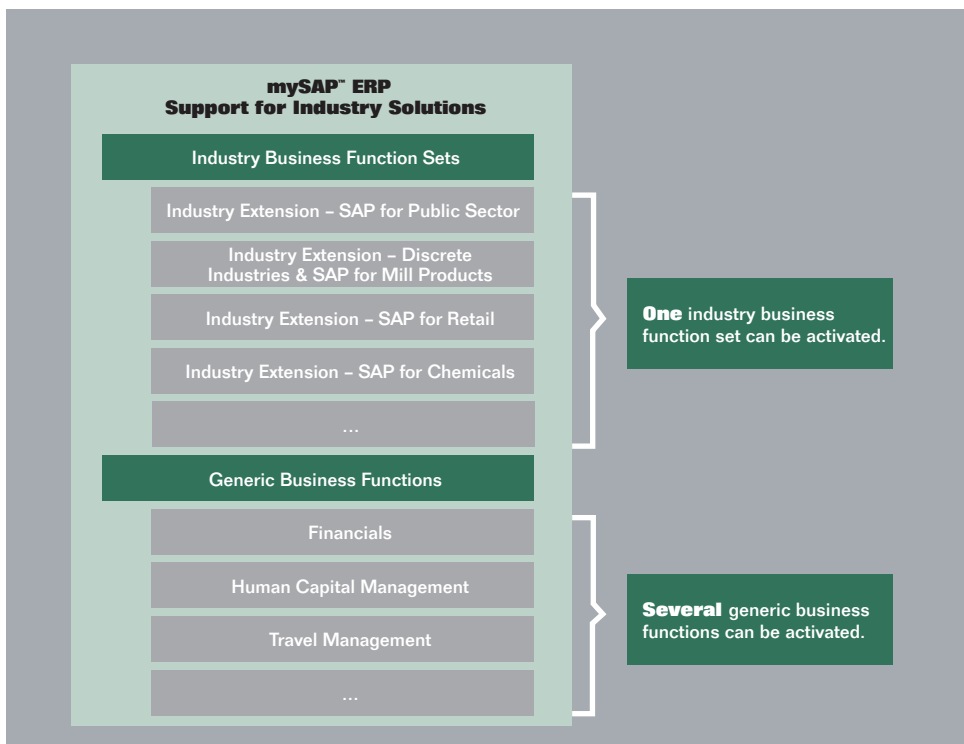 mySAP™ ERP
Support for Industry Solutions
Industry Business Function Sets
Industry Extension – SAP for Public Sector
Industry Extension – Discrete
Industries & SAP for Mill Products
Industry Extension – SAP for Retail
Industry Extension – SAP for Chemicals
...
One industry business
function set can be activated.
Generic Business Functions
Financials
Human Capital Management
Travel Management
...
Several generic business
functions can be activated.